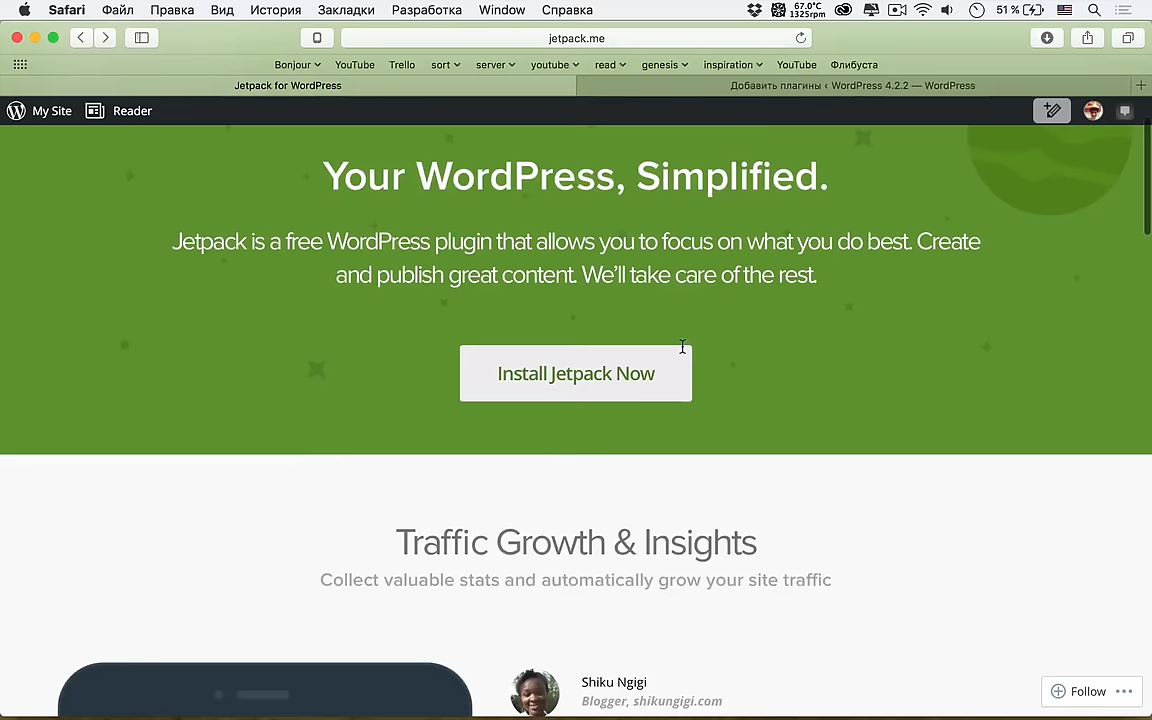 Safari Файл Правка Вид История Закладки Разработка Window Справка 67.0°C 1325rpm 51 %
jetpack.me
Bonjour YouTube Trello sort server youtube read genesis inspiration YouTube Флибуста
Jetpack for WordPress Добавить плагины ‹ WordPress 4.2.2 — WordPress
My Site Reader
Your WordPress, Simplified.
Jetpack is a free WordPress plugin that allows you to focus on what you do best. Create
and publish great content. We’ll take care of the rest.
Install Jetpack Now
Traffic Growth & Insights
Collect valuable stats and automatically grow your site traffic
Shiku Ngigi
Blogger, shikungigi.com
Follow